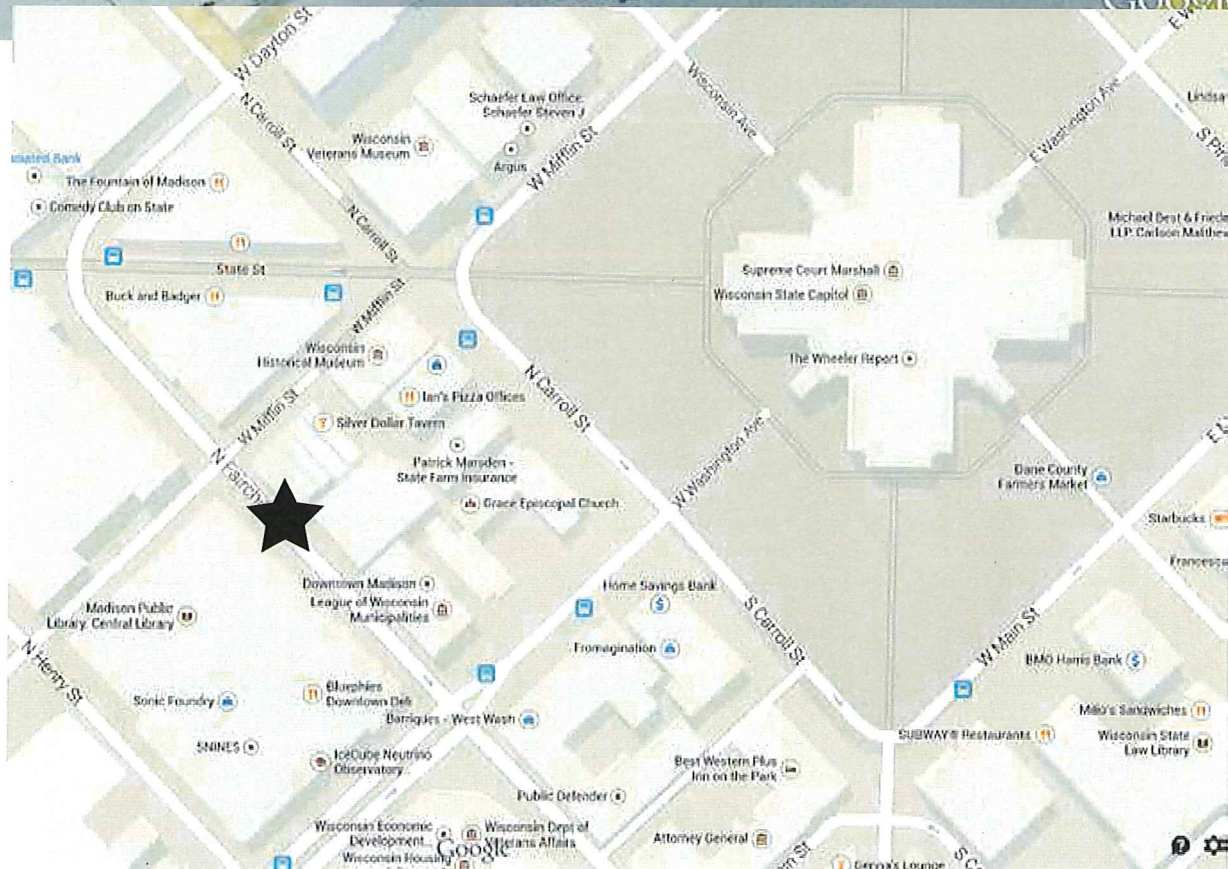 Google
W Dayton St
N Carroll St
Wisconsin
Veterans Museum
Schaefer Law Office:
Schaefer Steven J
Argus
W Mifflin St
Wisconsin Ave
E Washington Ave
The Fountain of Madison
Comedy Club on State
N Carroll St
State St
Buck and Badger
W Mifflin St
Wisconsin
Historical Museum
Supreme Court Marshall
Wisconsin State Capitol
The Wheeler Report
Michael Best &
LLP: Carlson
Ian's Pizza Offices
Silver Dollar Tavern
N Carroll St
W Mifflin St
Patrick Marsden -
State Farm Insurance
Grace Episcopal Church
W Washington Ave
Dane County
Farmers Market
Starbucks
Downtown Madison
League of Wisconsin
Municipalities
Madison Public
Library: Central Library
Home Savings Bank
Fromagination
S Carroll St
W Main St
BMO Harris Bank
N Henry St
Sonic Foundry
Bluephies
Downtown Deli
Barriques - West Wash
5NINES
IceCube Neutrino
Observatory...
Best Western Plus
Inn on the Park
SUBWAY® Restaurants
Milio's Sandwiches
Wisconsin State
Law Library
Public Defender
Wisconsin Economic
Development...
Wisconsin Dept of
Attorney General
Wisconsin Housing
Google
Genna's Lounge